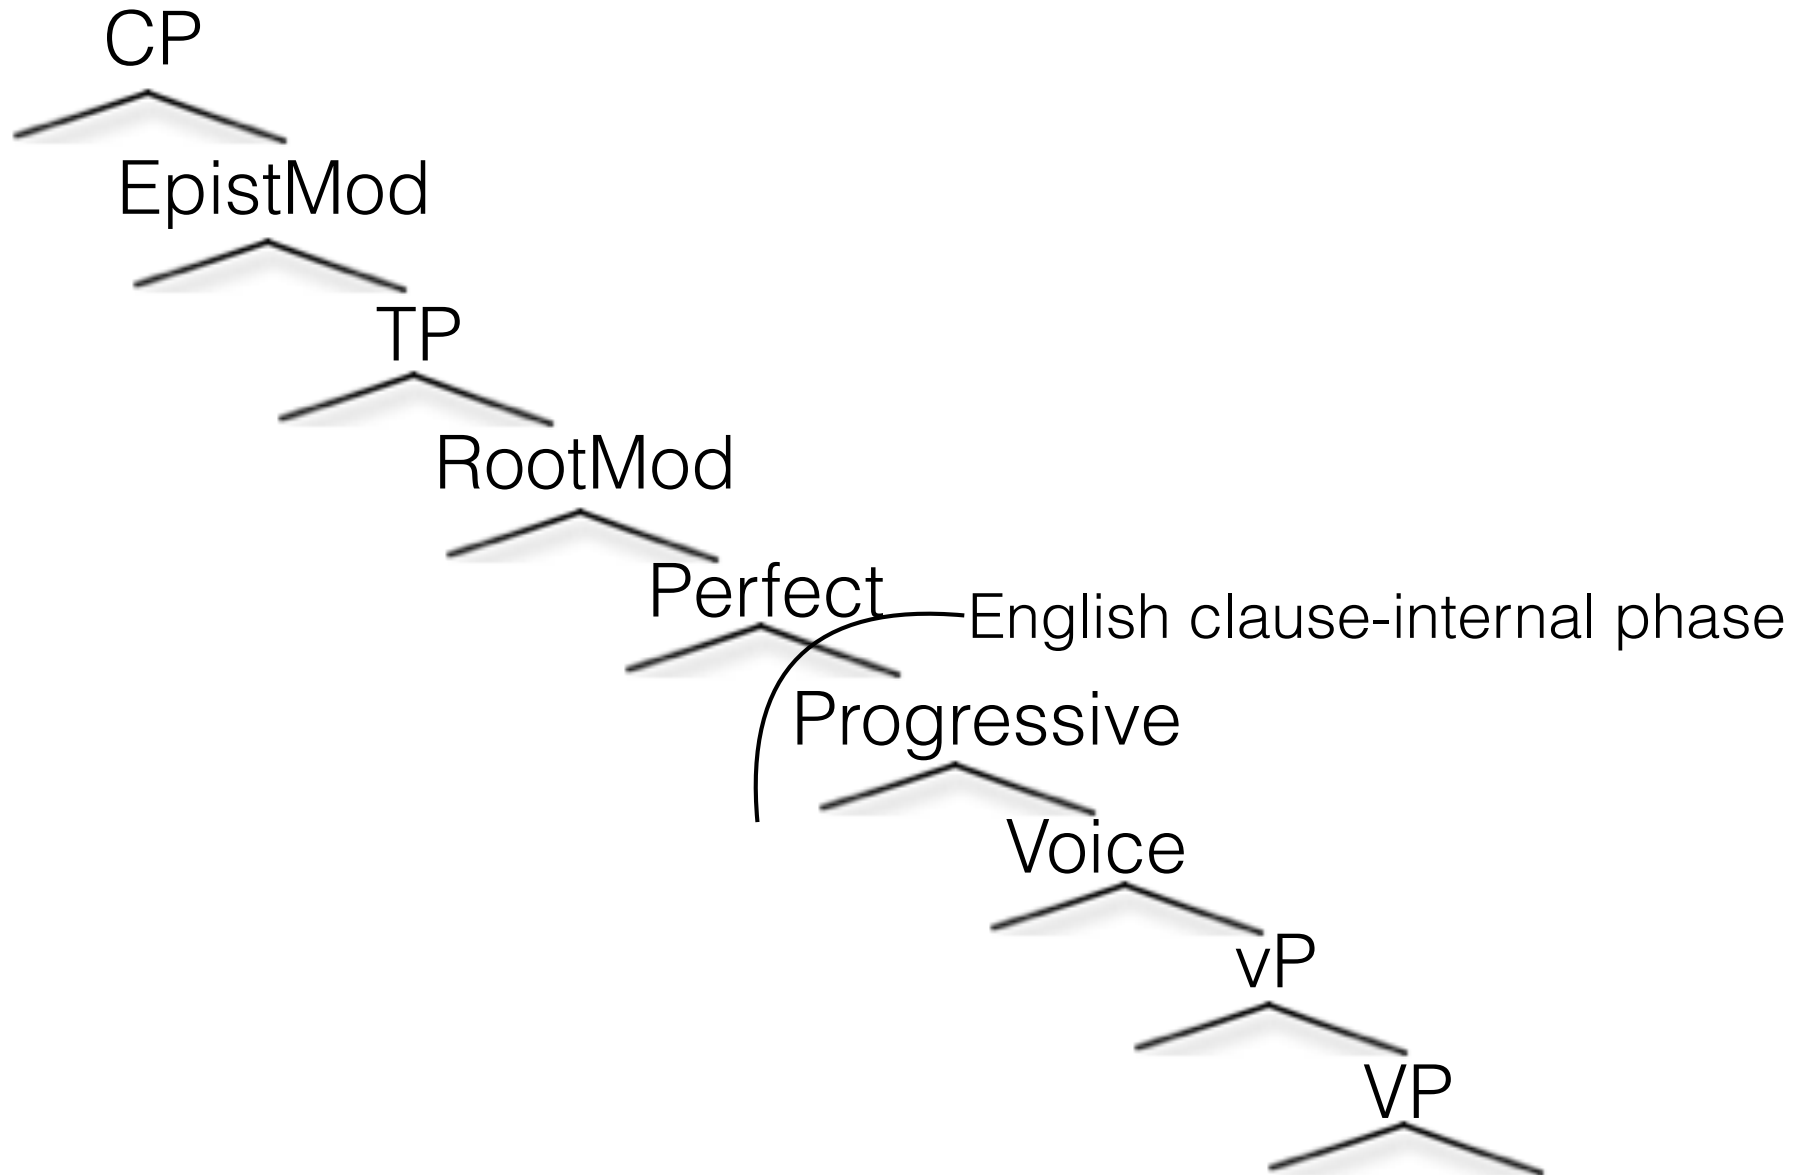 CP
EpistMod
TP
RootMod
Perfect
English clause-internal phase
Progressive
Voice
vP
VP